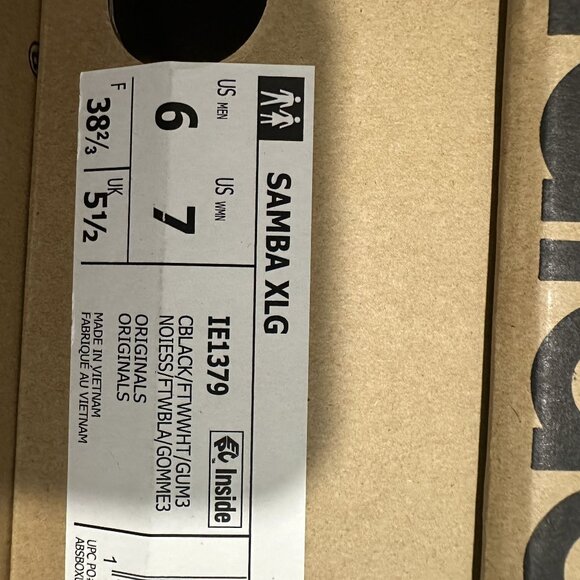 SAMBA XLG
US MEN
6
US WMN
7
F
38⅔
UK
5½
IE1379
Inside
CBLACK/FTWWHT/GUM3
NOIESS/FTWBLA/GOMME3
ORIGINALS
ORIGINALS
MADE IN VIETNAM
FABRIQUÉ AU VIETNAM
1